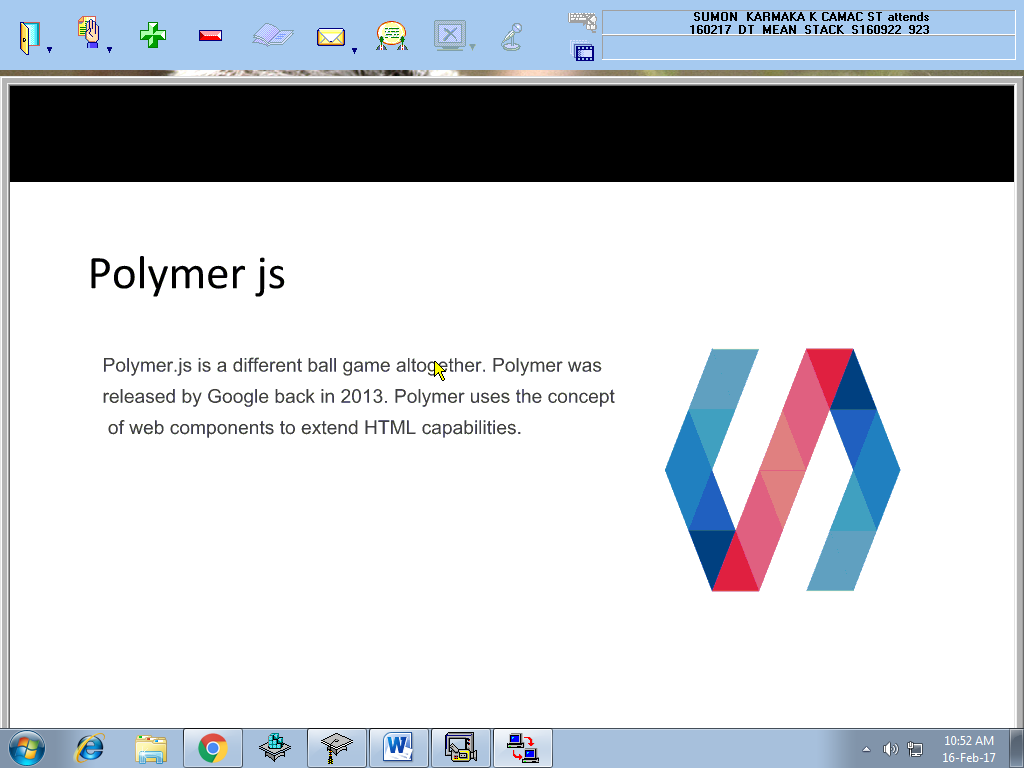 SUMON KARMAKA K CAMAC ST attends
160217 DT MEAN STACK S160922 923
Polymer js
Polymer.js is a different ball game altogether. Polymer was
released by Google back in 2013. Polymer uses the concept
of web components to extend HTML capabilities.
10:52 AM
16-Feb-17